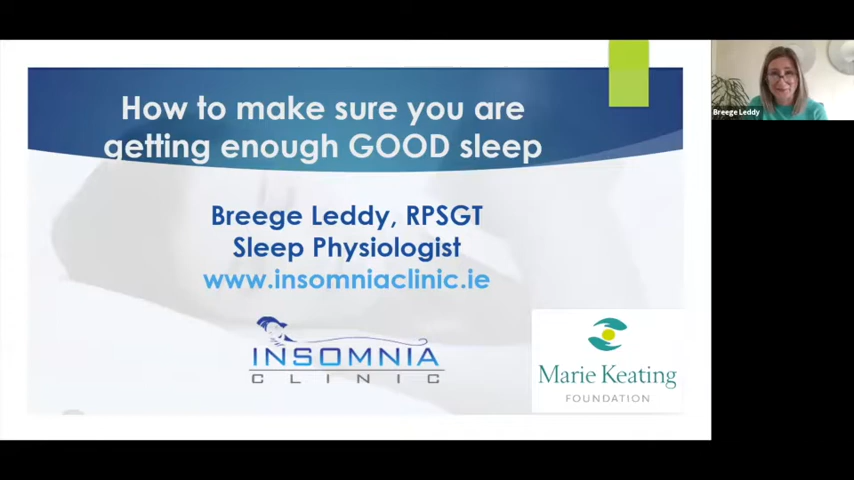 How to make sure you are
getting enough GOOD sleep
Breege Leddy, RPSGT
Sleep Physiologist
www.insomniaclinic.ie
INSOMNIA
CLINIC
Marie Keating
FOUNDATION
Breege Leddy